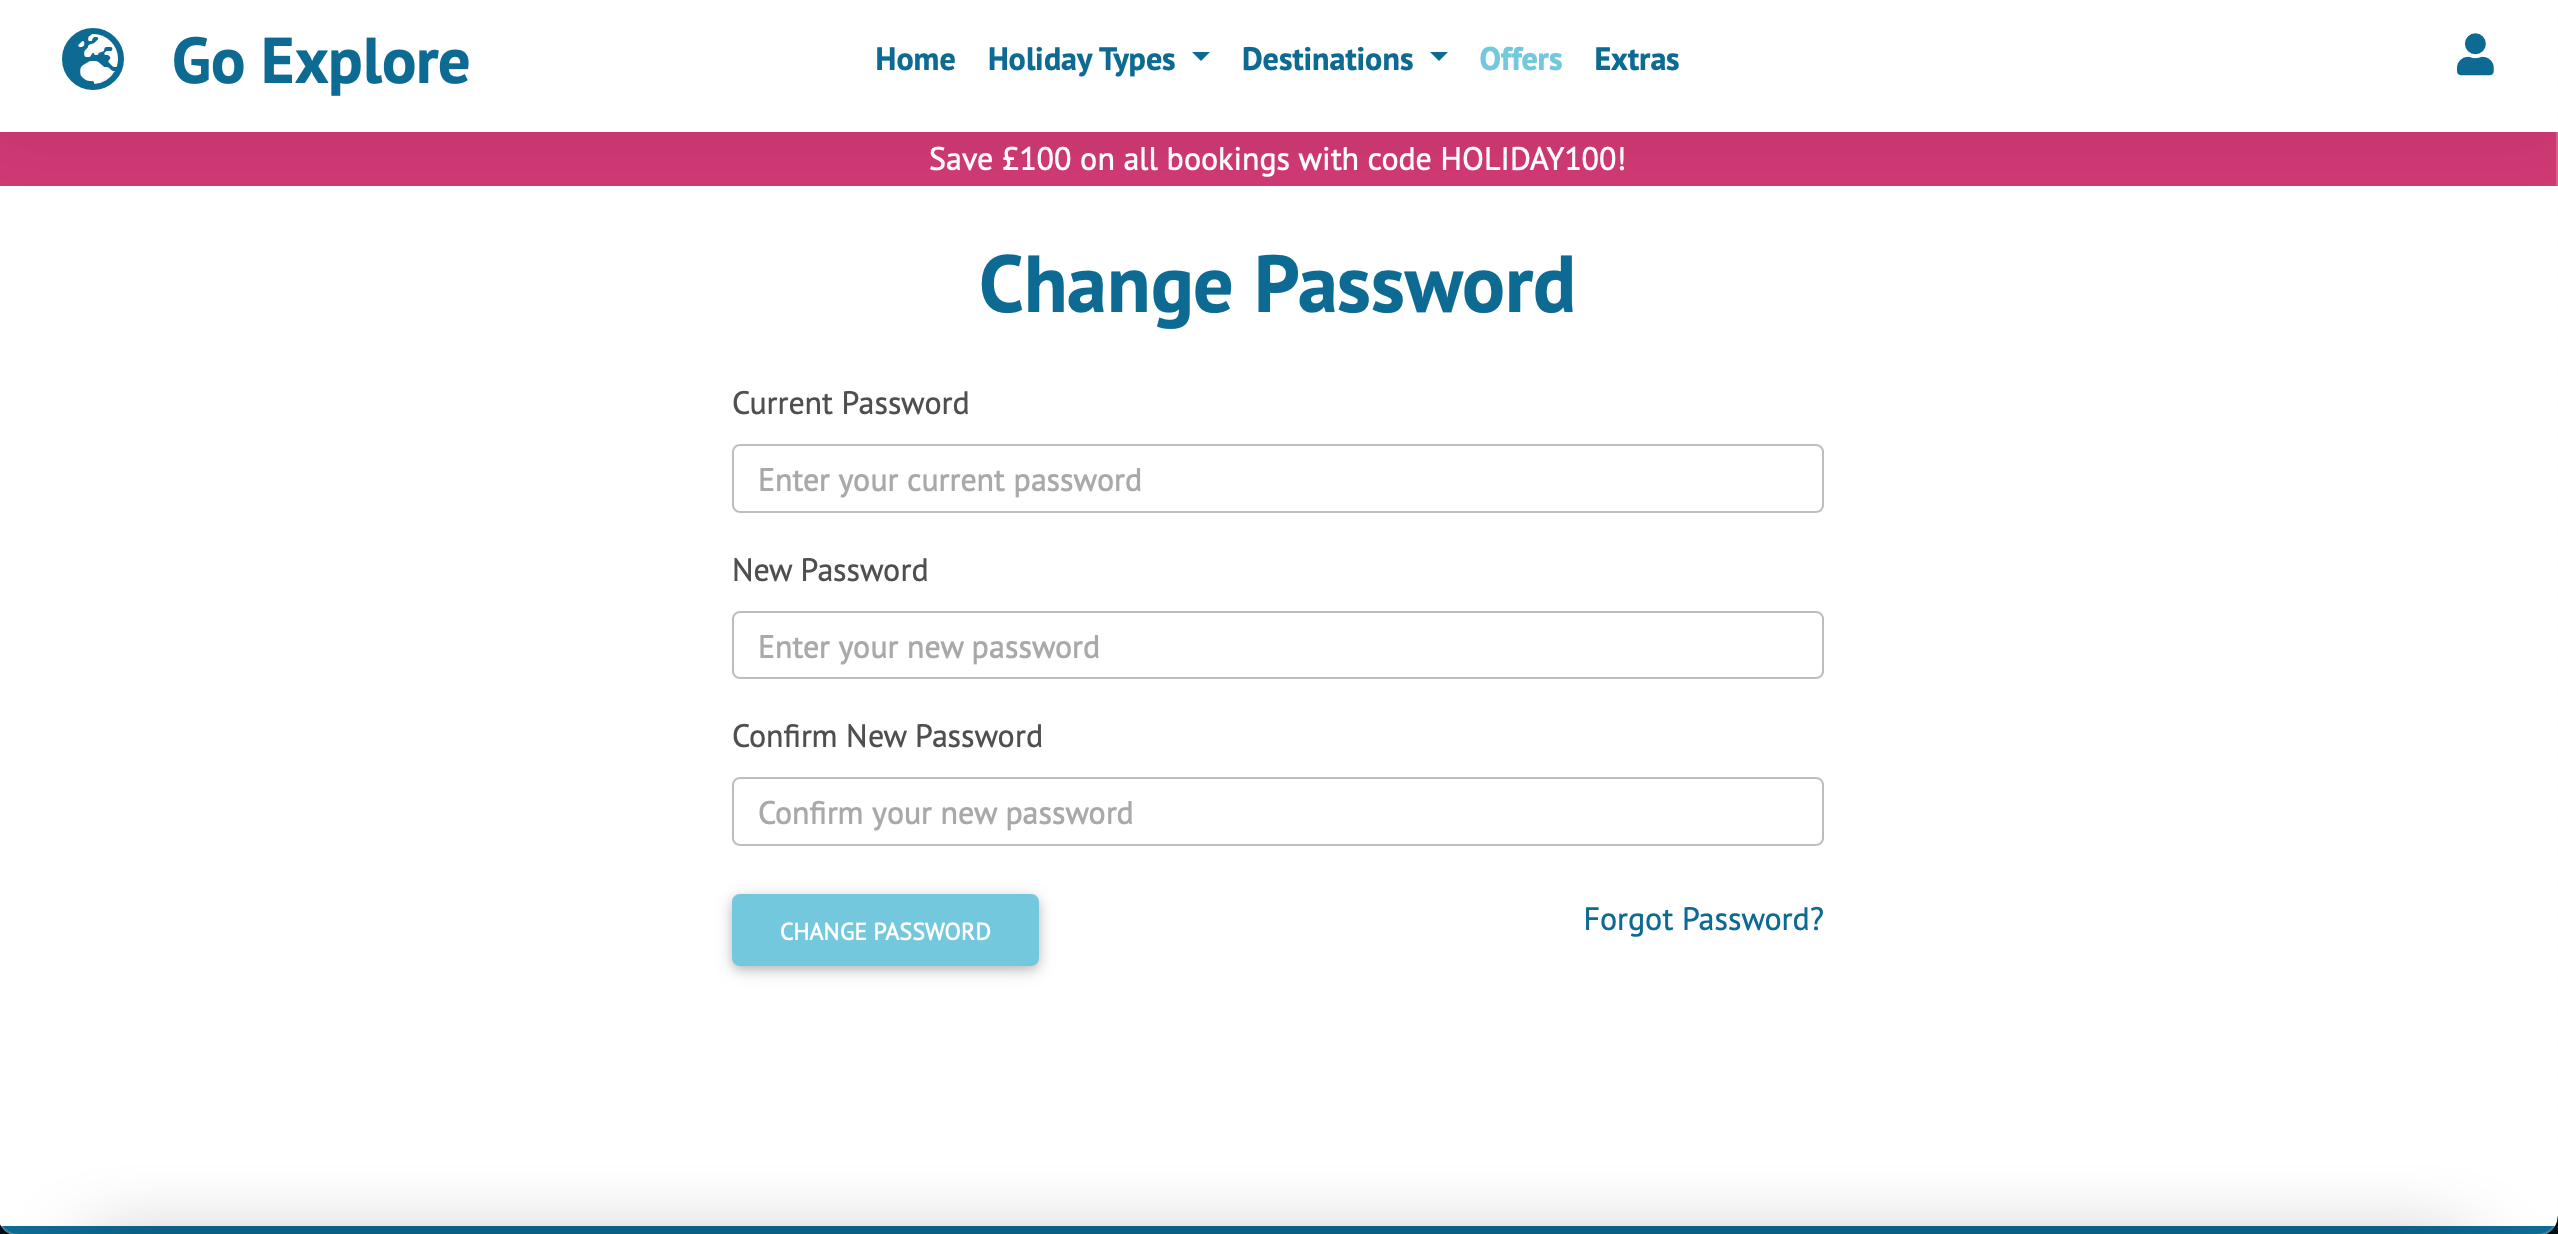 Go Explore
Home Holiday Types Destinations Offers Extras
Save £100 on all bookings with code HOLIDAY100!
Change Password
Current Password
Enter your current password
New Password
Enter your new password
Confirm New Password
Confirm your new password
CHANGE PASSWORD
Forgot Password?